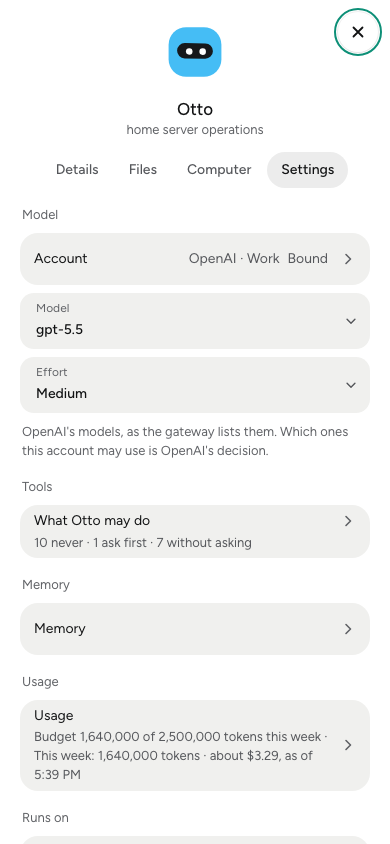 Otto
home server operations
Details Files Computer Settings
Model
Account OpenAI · Work Bound
Model
gpt-5.5
Effort
Medium
OpenAI's models, as the gateway lists them. Which ones
this account may use is OpenAI's decision.
Tools
What Otto may do
10 never · 1 ask first · 7 without asking
Memory
Memory
Usage
Usage
Budget 1,640,000 of 2,500,000 tokens this week ·
This week: 1,640,000 tokens · about $3.29, as of
5:39 PM
Runs on